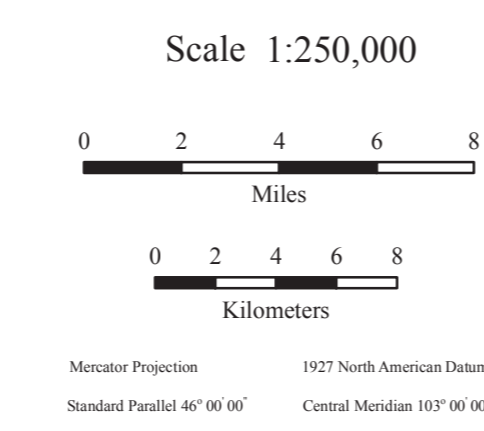 Scale 1:250,000
0 2 4 6 8
Miles
0 2 4 6 8
Kilometers
Mercator Projection 1927 North American Datum
Standard Parallel 46° 00' 00" Central Meridian 103° 00' 00